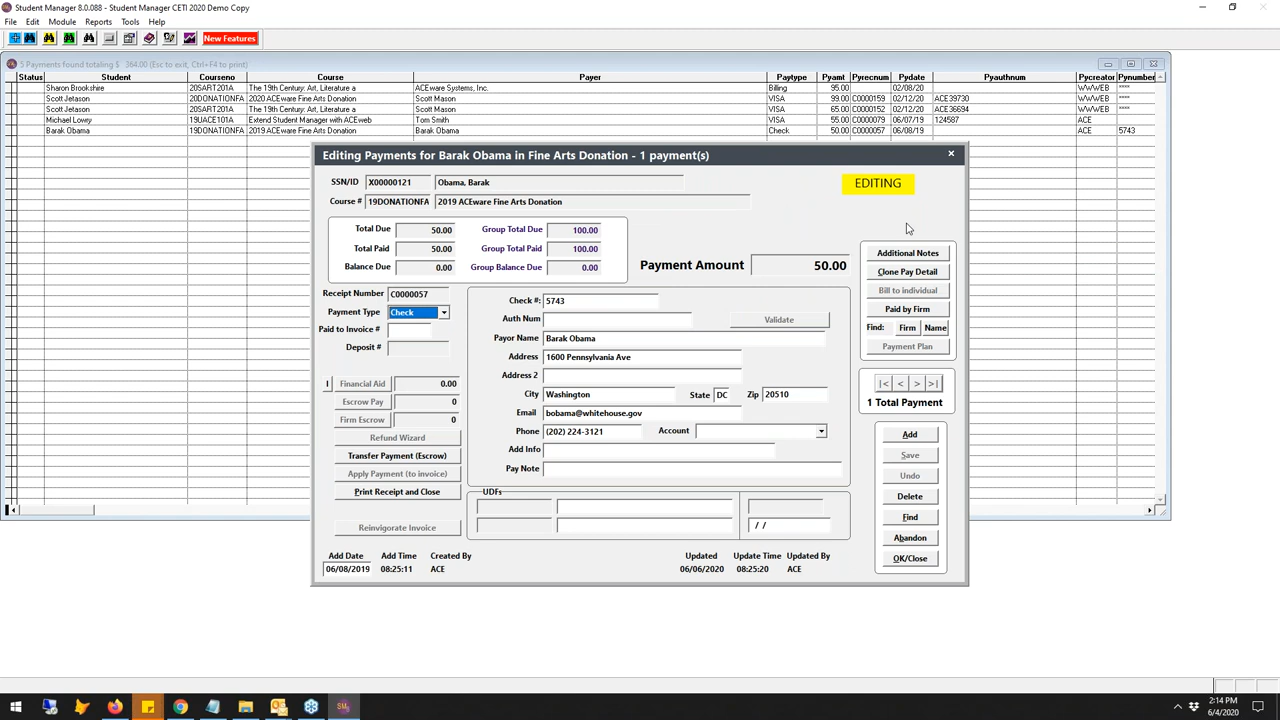 Student Manager 8.0.088 - Student Manager CETI 2020 Demo Copy
File Edit Module Reports Tools Help
New Features
5 Payments found totaling $ 364.00 (Esc to exit, Ctrl+F4 to print)
Status Student Courseno Course Payer Paytype Pyamt Pyrecnum Pydate Pyauthnum Pycreator Pynumber
Sharon Brookshire 20SART201A The 19th Century: Art, Literature a ACEware Systems, Inc. Billing 95.00 02/08/20 WWWEB ****
Scott Jetason 20DONATIONFA 2020 ACEware Fine Arts Donation Scott Mason VISA 99.00 C0000159 02/12/20 ACE39730 WWWEB ****
Scott Jetason 20SART201A The 19th Century: Art, Literature a Scott Mason VISA 65.00 C0000152 02/12/20 ACE36694 WWWEB ****
Michael Lowey 19UACE101A Extend Student Manager with ACEweb Tom Smith VISA 55.00 C0000079 06/07/19 124587 ACE
Barak Obama 19DONATIONFA 2019 ACEware Fine Arts Donation Barak Obama Check 50.00 C0000057 06/08/19 ACE 5743
Editing Payments for Barak Obama in Fine Arts Donation - 1 payment(s)
SSN/ID X00000121 Obama, Barak EDITING
Course # 19DONATIONFA 2019 ACEware Fine Arts Donation
Total Due 50.00 Group Total Due 100.00
Total Paid 50.00 Group Total Paid 100.00
Balance Due 0.00 Group Balance Due 0.00
Payment Amount 50.00
Additional Notes
Clone Pay Detail
Bill to individual
Paid by Firm
Find: Firm Name
Payment Plan
Receipt Number C0000057
Payment Type Check
Paid to Invoice #
Deposit #
Check #: 5743
Auth Num Validate
Payor Name Barak Obama
Address 1600 Pennsylvania Ave
Address 2
City Washington State DC Zip 20510
Email bobama@whitehouse.gov
Phone (202) 224-3121 Account
Add Info
Pay Note
I Financial Aid 0.00
Escrow Pay 0
Firm Escrow 0
Refund Wizard
Transfer Payment (Escrow)
Apply Payment (to invoice)
Print Receipt and Close
Reinvigorate Invoice
UDFs
/ /
|< < > >|
1 Total Payment
Add
Save
Undo
Delete
Find
Abandon
OK/Close
Add Date Add Time Created By Updated Update Time Updated By
06/08/2019 08:25:11 ACE 06/06/2020 08:25:20 ACE
SM
2:14 PM
6/4/2020